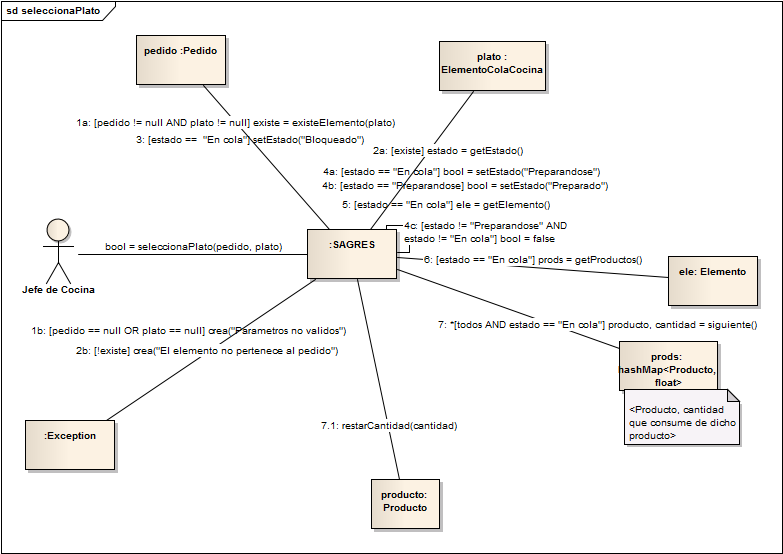 sd seleccionaPlato
pedido :Pedido
plato :
ElementoColaCocina
1a: [pedido != null AND plato != null] existe = existeElemento(plato)
3: [estado == "En cola"] setEstado("Bloqueado")
2a: [existe] estado = getEstado()
4a: [estado == "En cola"] bool = setEstado("Preparandose")
4b: [estado == "Preparandose] bool = setEstado("Preparado")
5: [estado == "En cola"] ele = getElemento()
4c: [estado != "Preparandose" AND
estado != "En cola"] bool = false
bool = seleccionaPlato(pedido, plato)
:SAGRES
6: [estado == "En cola"] prods = getProductos()
Jefe de Cocina
ele: Elemento
1b: [pedido == null OR plato == null] crea("Parametros no validos")
7: *[todos AND estado == "En cola"] producto, cantidad = siguiente()
2b: [!existe] crea("El elemento no pertenece al pedido")
prods:
hashMap<Producto,
float>
<Producto, cantidad
que consume de dicho
producto>
:Exception
7.1: restarCantidad(cantidad)
producto:
Producto